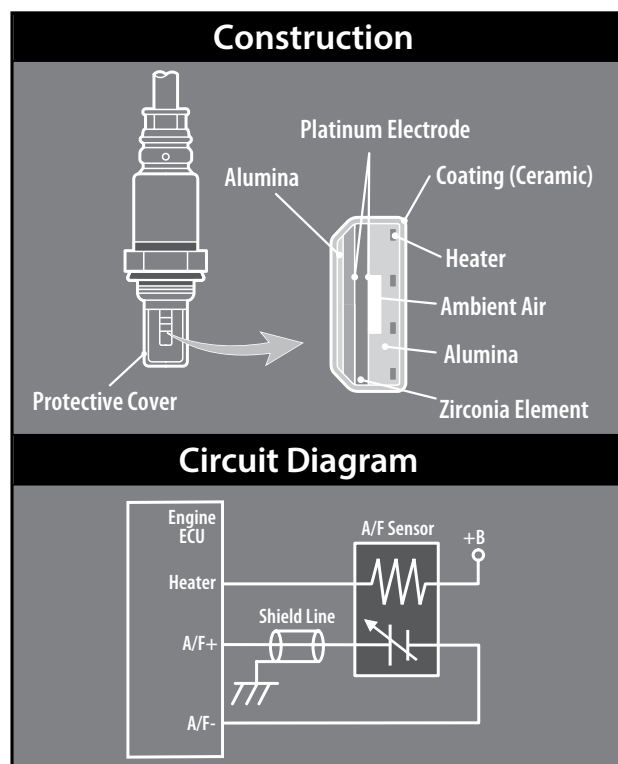 Construction
Platinum Electrode
Alumina
Coating (Ceramic)
Heater
Ambient Air
Alumina
Protective Cover
Zirconia Element
Circuit Diagram
Engine
ECU
A/F Sensor
+B
Heater
Shield Line
A/F+
A/F-